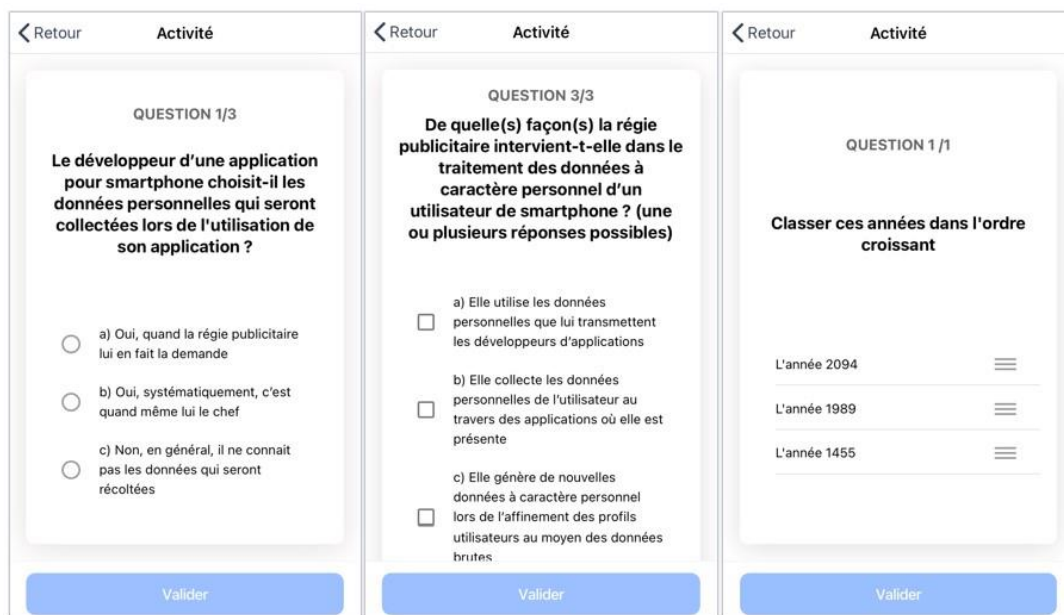 Retour
Activité
QUESTION 1/3
Le développeur d'une application
pour smartphone choisit-il les
données personnelles qui seront
collectées lors de l'utilisation de
son application ?
a) Oui, quand la régie publicitaire
lui en fait la demande
b) Oui, systématiquement, c'est
quand même lui le chef
c) Non, en général, il ne connait
pas les données qui seront
récoltées
Valider
Retour
Activité
QUESTION 3/3
De quelle(s) façon(s) la régie
publicitaire intervient-t-elle dans le
traitement des données à
caractère personnel d'un
utilisateur de smartphone ? (une
ou plusieurs réponses possibles)
a) Elle utilise les données
personnelles que lui transmettent
les développeurs d'applications
b) Elle collecte les données
personnelles de l'utilisateur au
travers des applications où elle est
présente
c) Elle génère de nouvelles
données à caractère personnel
lors de l'affinement des profils
utilisateurs au moyen des données
brutes
Valider
Retour
Activité
QUESTION 1 /1
Classer ces années dans l'ordre
croissant
L'année 2094
L'année 1989
L'année 1455
Valider